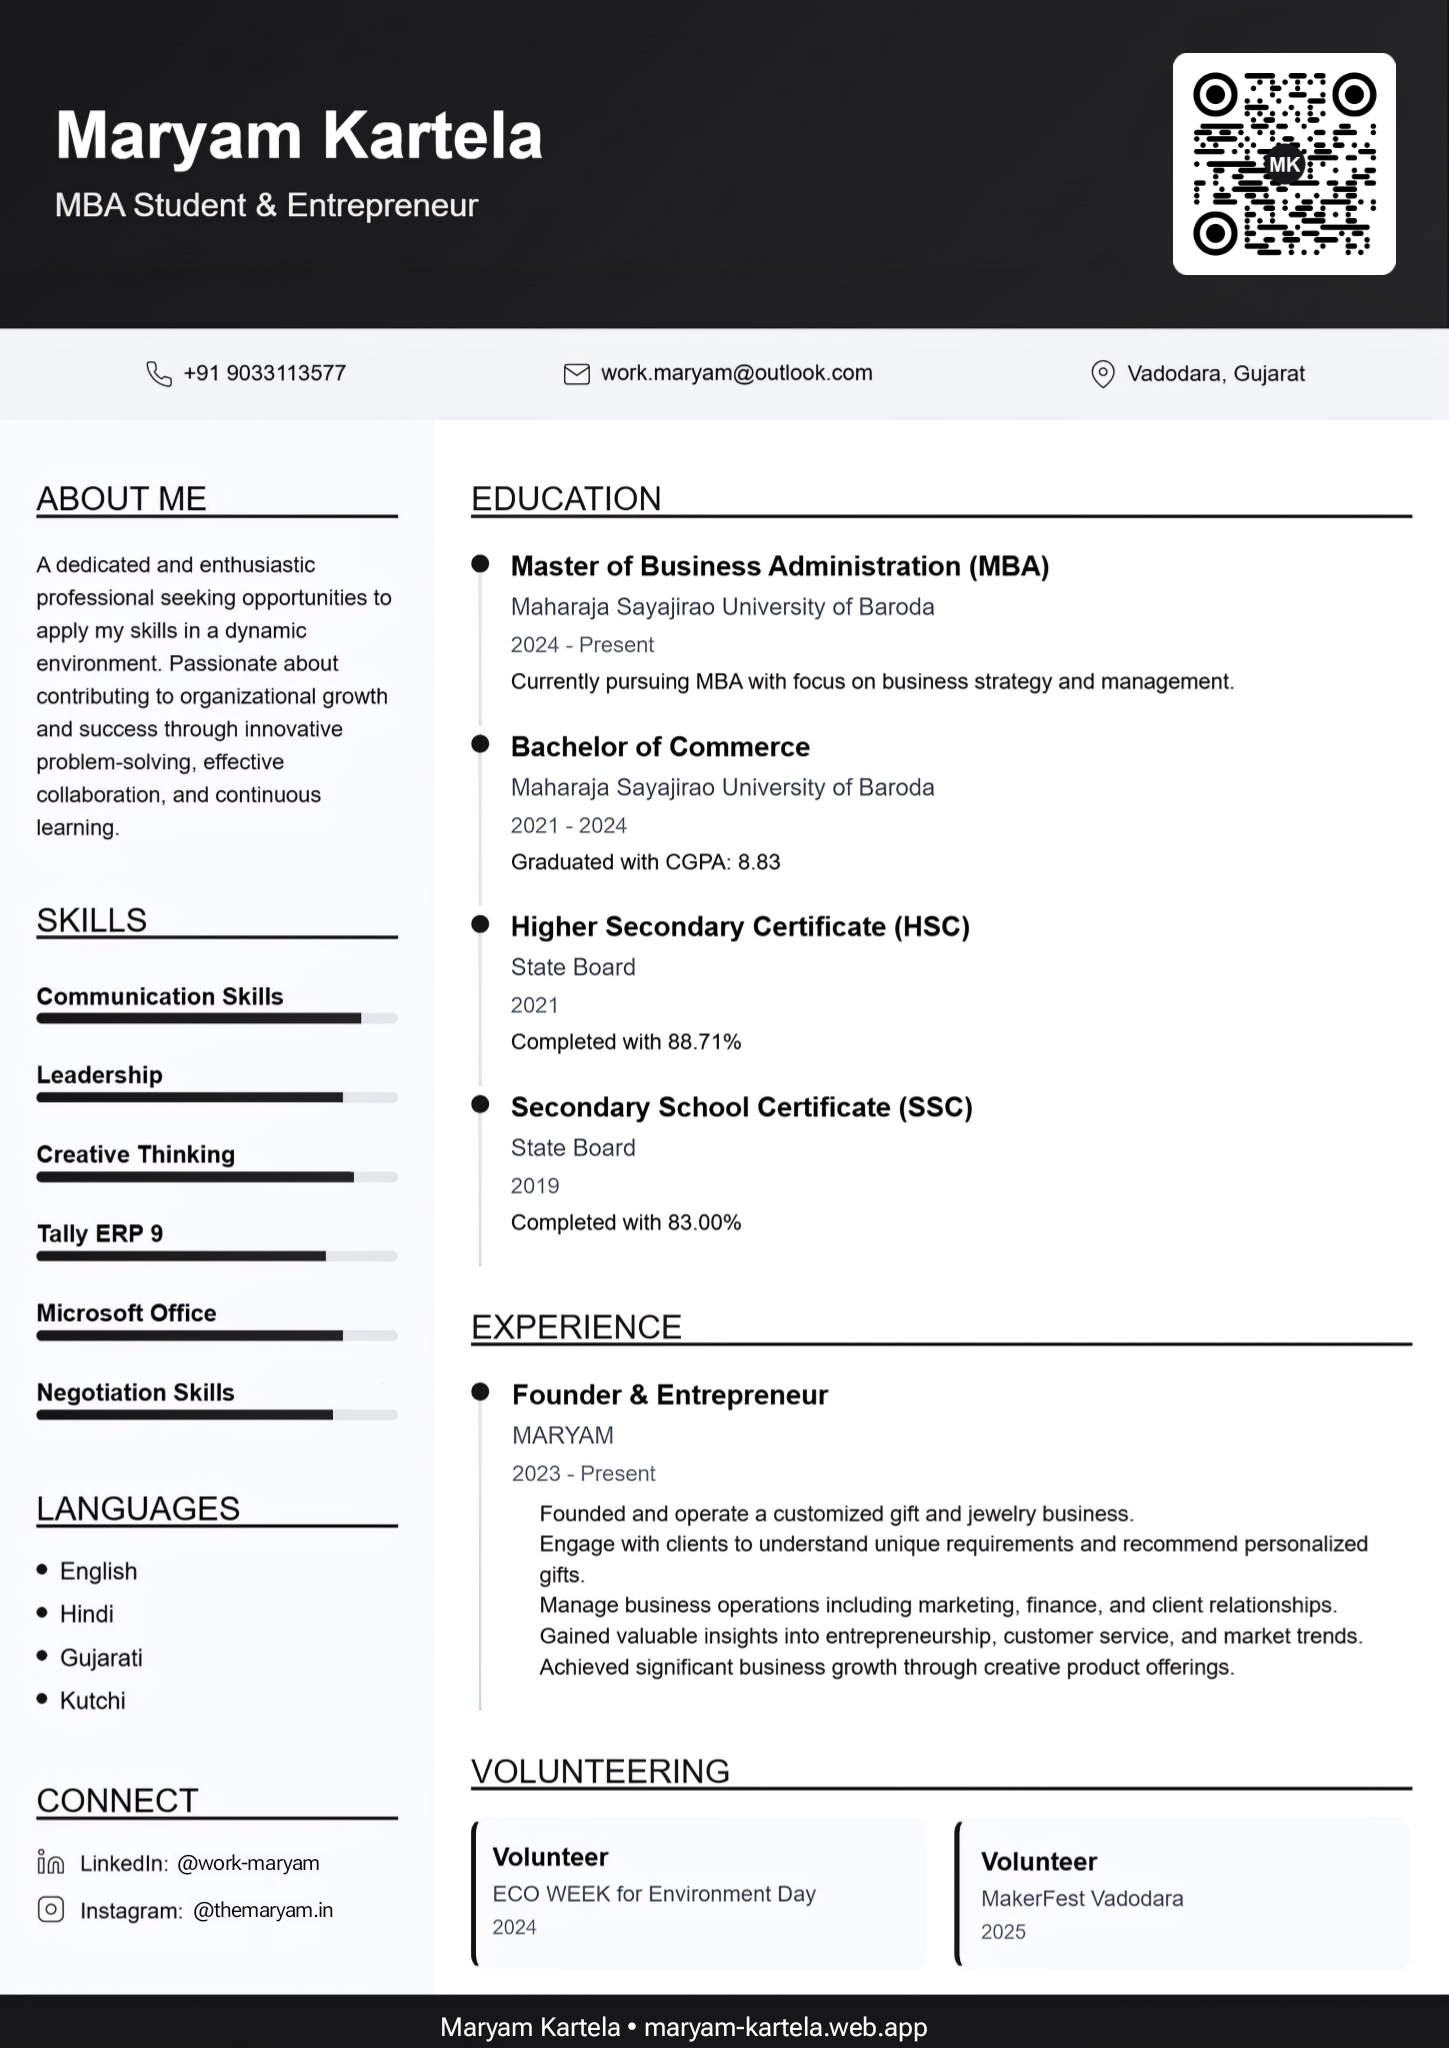 Maryam Kartela
MBA Student & Entrepreneur
MK
+91 9033113577
work.maryam@outlook.com
Vadodara, Gujarat
ABOUT ME
A dedicated and enthusiastic
professional seeking opportunities to
apply my skills in a dynamic
environment. Passionate about
contributing to organizational growth
and success through innovative
problem-solving, effective
collaboration, and continuous
learning.
SKILLS
Communication Skills
Leadership
Creative Thinking
Tally ERP 9
Microsoft Office
Negotiation Skills
LANGUAGES
• English
• Hindi
• Gujarati
• Kutchi
CONNECT
LinkedIn: @work-maryam
Instagram: @themaryam.in
EDUCATION
Master of Business Administration (MBA)
Maharaja Sayajirao University of Baroda
2024 - Present
Currently pursuing MBA with focus on business strategy and management.
Bachelor of Commerce
Maharaja Sayajirao University of Baroda
2021 - 2024
Graduated with CGPA: 8.83
Higher Secondary Certificate (HSC)
State Board
2021
Completed with 88.71%
Secondary School Certificate (SSC)
State Board
2019
Completed with 83.00%
EXPERIENCE
Founder & Entrepreneur
MARYAM
2023 - Present
Founded and operate a customized gift and jewelry business.
Engage with clients to understand unique requirements and recommend personalized
gifts.
Manage business operations including marketing, finance, and client relationships.
Gained valuable insights into entrepreneurship, customer service, and market trends.
Achieved significant business growth through creative product offerings.
VOLUNTEERING
Volunteer
ECO WEEK for Environment Day
2024
Volunteer
MakerFest Vadodara
2025
Maryam Kartela • maryam-kartela.web.app